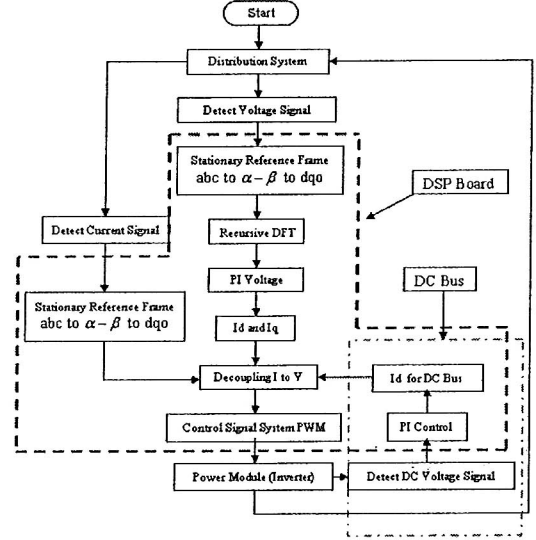 Start
Distribution System
Detect Voltage Signal
Stationary Reference Frame
abc to α – β to dqo
DSP Board
Detect Current Signal
Recursive DFT
PI Voltage
DC Bus
Stationary Reference Frame
abc to α – β to dqo
Id and Iq
Decoupling I to V
Id for DC Bus
Control Signal System PWM
PI Control
Power Module (Inverter)
Detect DC Voltage Signal